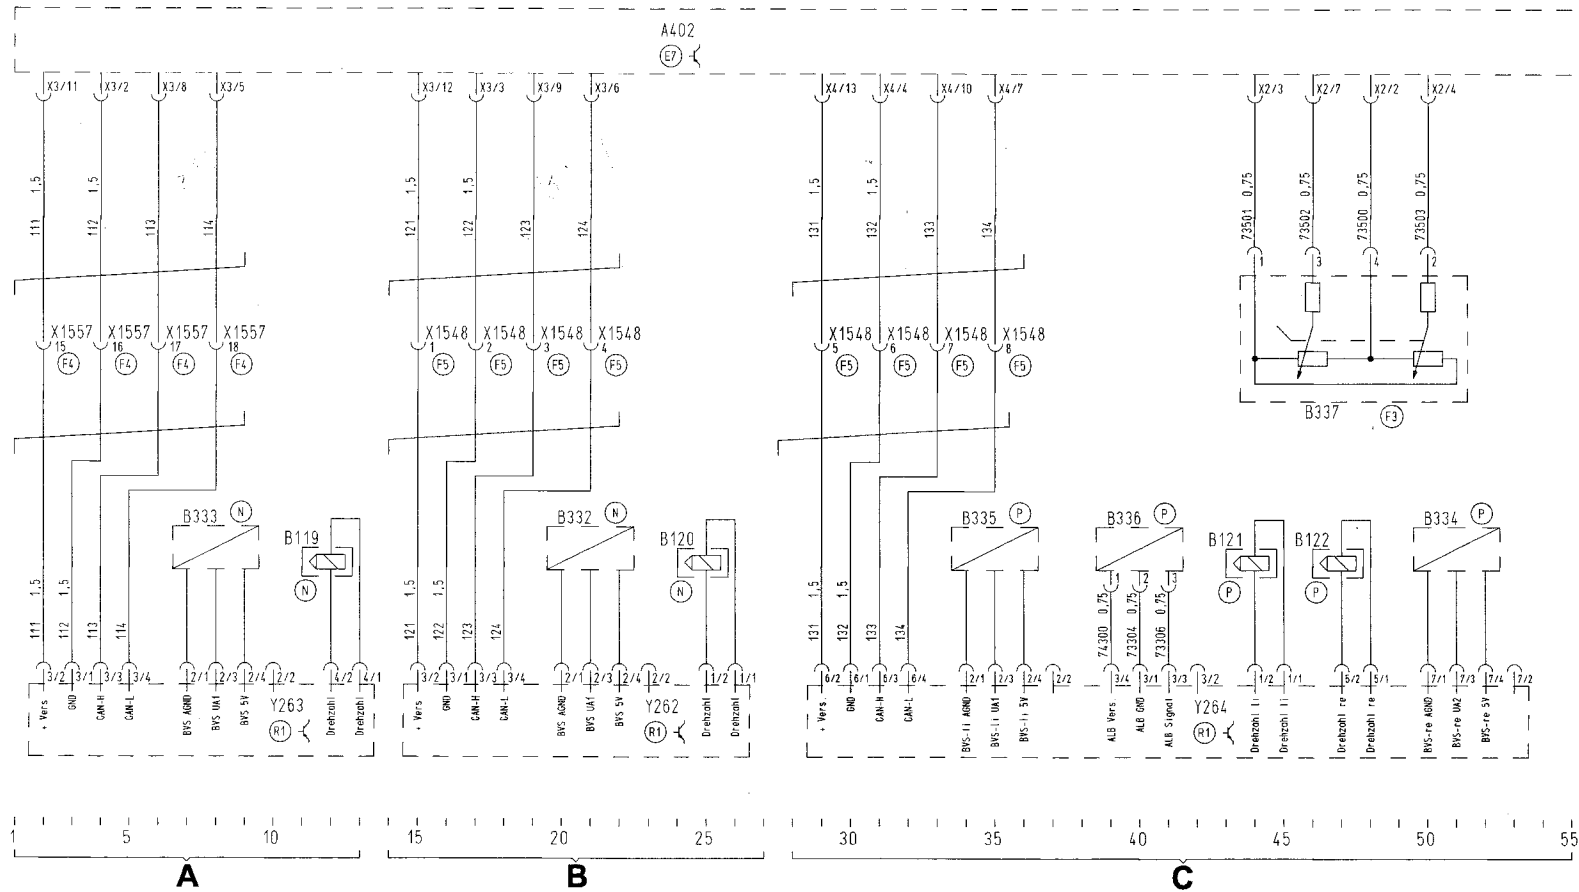 A402
E7
X3/11 X3/2 X3/8 X3/5 X3/12 X3/3 X3/9 X3/6 X4/13 X4/4 X4/10 X4/7 X2/3 X2/7 X2/2 X2/4
1,5 1,5 1,5 1,5 1,5 1,5 0,75 0,75 0,75 0,75
111 112 113 114 121 122 123 124 131 132 133 134 73501 73502 73500 73503
1 3 4 2
X1557 X1557 X1557 X1557 X1548 X1548 X1548 X1548 X1548 X1548 X1548 X1548
15 16 17 18 1 2 3 4 5 6 7 8
F4 F4 F4 F4 F5 F5 F5 F5 F5 F5 F5 F5
B337 F3
B333 N B332 N B335 P B336 P B334 P
B119 B120 B121 B122
N N P P
1 2 3
1,5 1,5 1,5 1,5 1,5 1,5 0,75 0,75 0,75
111 112 113 114 121 122 123 124 131 132 133 134 74300 73304 73306
3/2 3/1 3/3 3/4 2/1 2/3 2/4 2/2 4/2 4/1
3/2 3/1 3/3 3/4 2/1 2/3 2/4 2/2 1/2 1/1
6/2 6/1 6/3 6/4 2/1 2/3 2/4 2/2 3/4 3/1 3/3 3/2 1/2 1/1 5/2 5/1 7/1 7/3 7/4 7/2
+ Vers GND CAN-H CAN-L BVS AGND BVS UA1 BVS 5V Y263 R1 Drehzahl Drehzahl
+ Vers GND CAN-H CAN-L BVS AGND BVS UA1 BVS 5V Y262 R1 Drehzahl Drehzahl
+ Vers GND CAN-H CAN-L BVS-li AGND BVS-li UA1 BVS-li 5V ALB Vers ALB GND ALB Signal Y264 R1 Drehzahl li Drehzahl li Drehzahl re Drehzahl re BVS-re AGND BVS-re UA2 BVS-re 5V
1 5 10 15 20 25 30 35 40 45 50 55
A B C